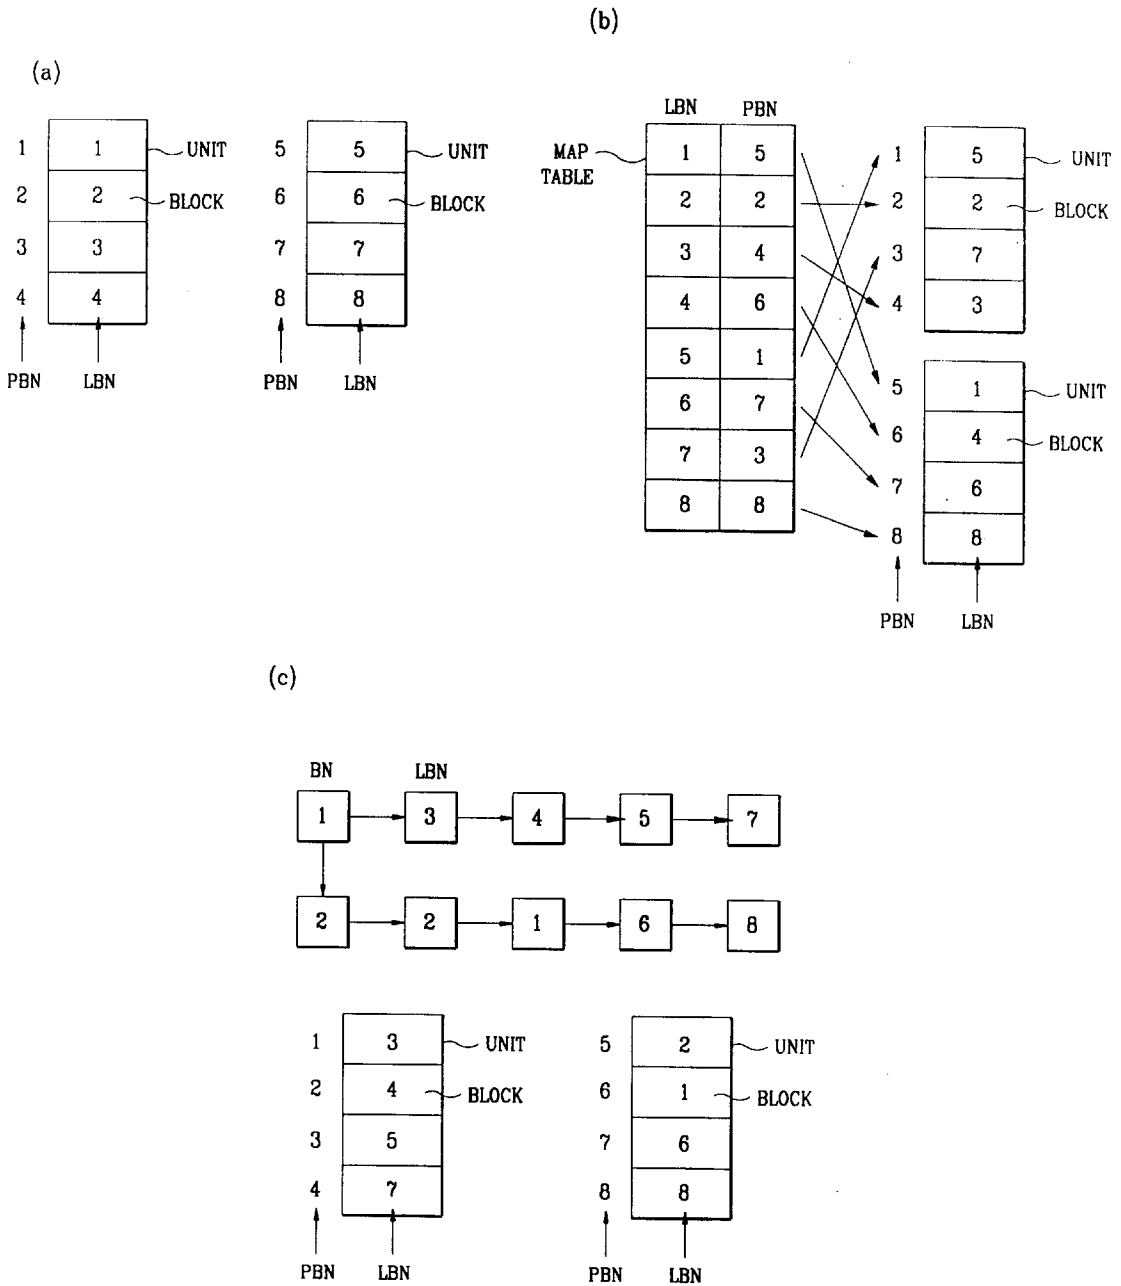 (b)
(a)
1 1 UNIT 5 5 UNIT
2 2 BLOCK 6 6 BLOCK
3 3 7 7
4 4 8 8
PBN LBN PBN LBN
LBN PBN
MAP TABLE
1 5
2 2
3 4
4 6
5 1
6 7
7 3
8 8
1 5 UNIT
2 2 BLOCK
3 7
4 3
5 1 UNIT
6 4 BLOCK
7 6
8 8
PBN LBN
(c)
BN LBN
1 3 4 5 7
2 2 1 6 8
1 3 UNIT 5 2 UNIT
2 4 BLOCK 6 1 BLOCK
3 5 7 6
4 7 8 8
PBN LBN PBN LBN